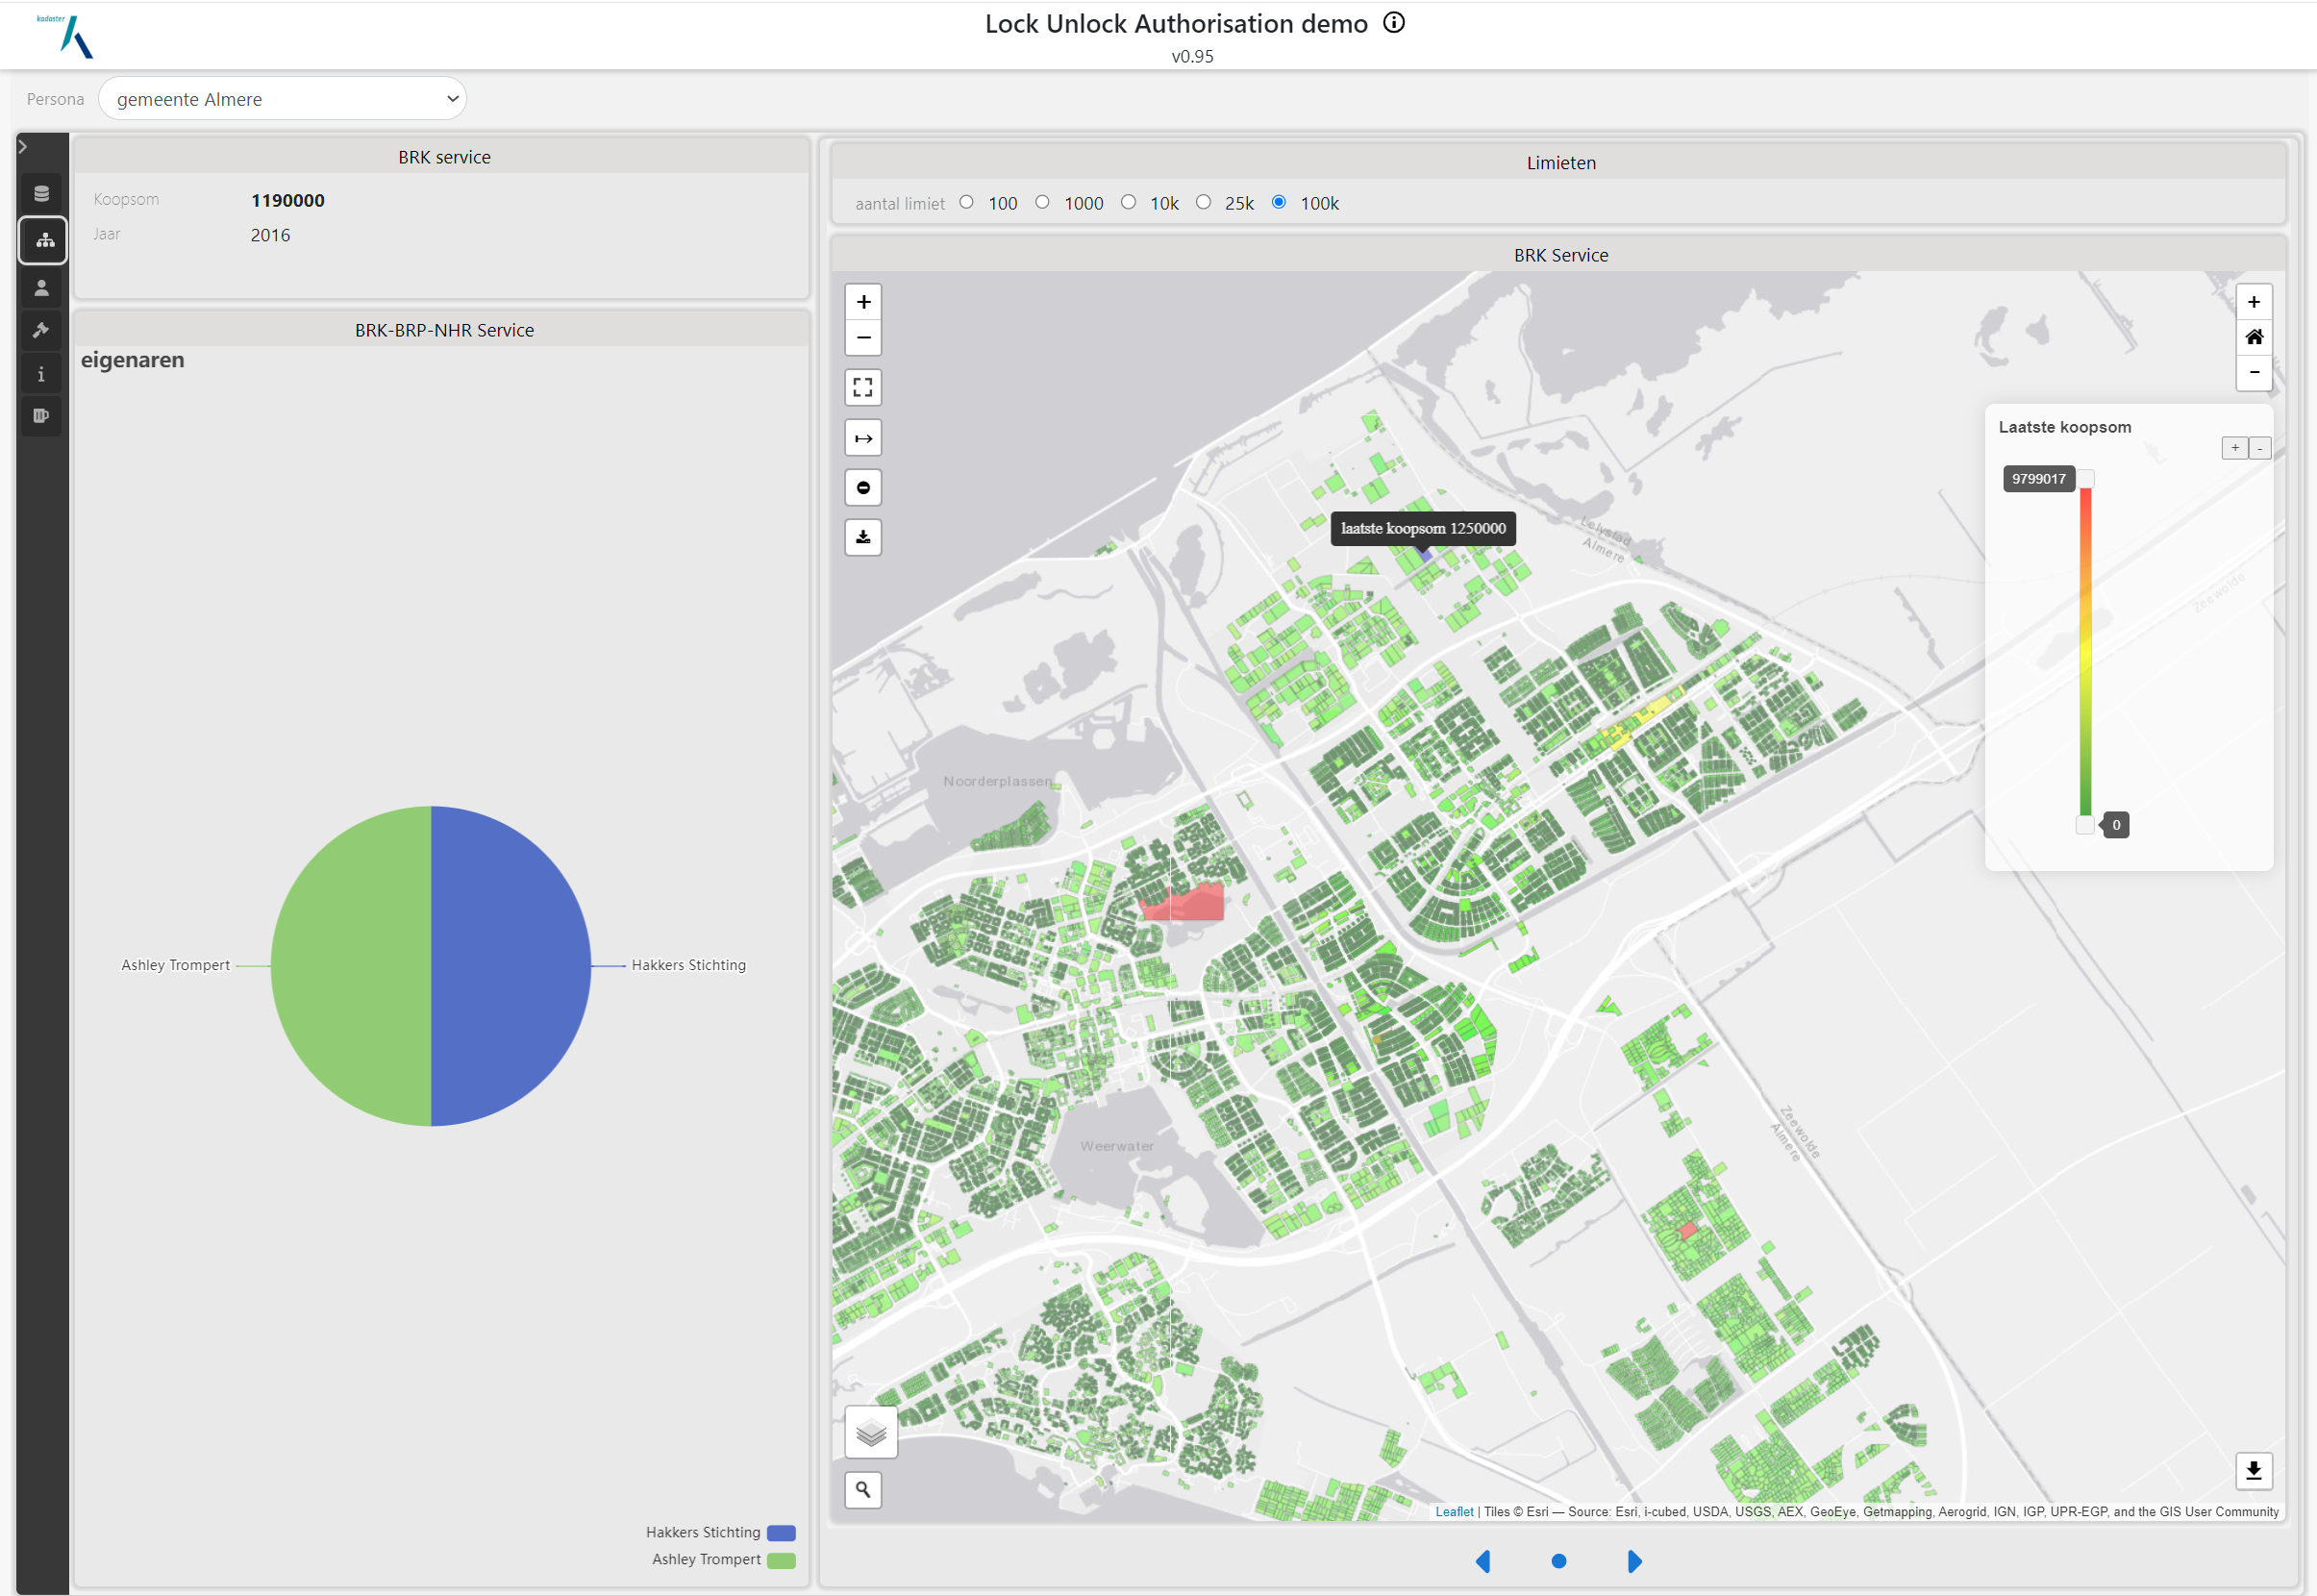 kadaster
Lock Unlock Authorisation demo
v0.95
Persona
gemeente Almere
BRK service
Koopsom 1190000
Jaar 2016
BRK-BRP-NHR Service
eigenaren
Ashley Trompert
Hakkers Stichting
Hakkers Stichting
Ashley Trompert
Limieten
aantal limiet 100 1000 10k 25k 100k
BRK Service
+
−
+
−
Laatste koopsom
+ -
9799017
0
laatste koopsom 1250000
Lelystad
Almere
Zeewolde
Noorderplassen
Weerwater
Zeewolde
Almere
Leaflet | Tiles © Esri — Source: Esri, i-cubed, USDA, USGS, AEX, GeoEye, Getmapping, Aerogrid, IGN, IGP, UPR-EGP, and the GIS User Community